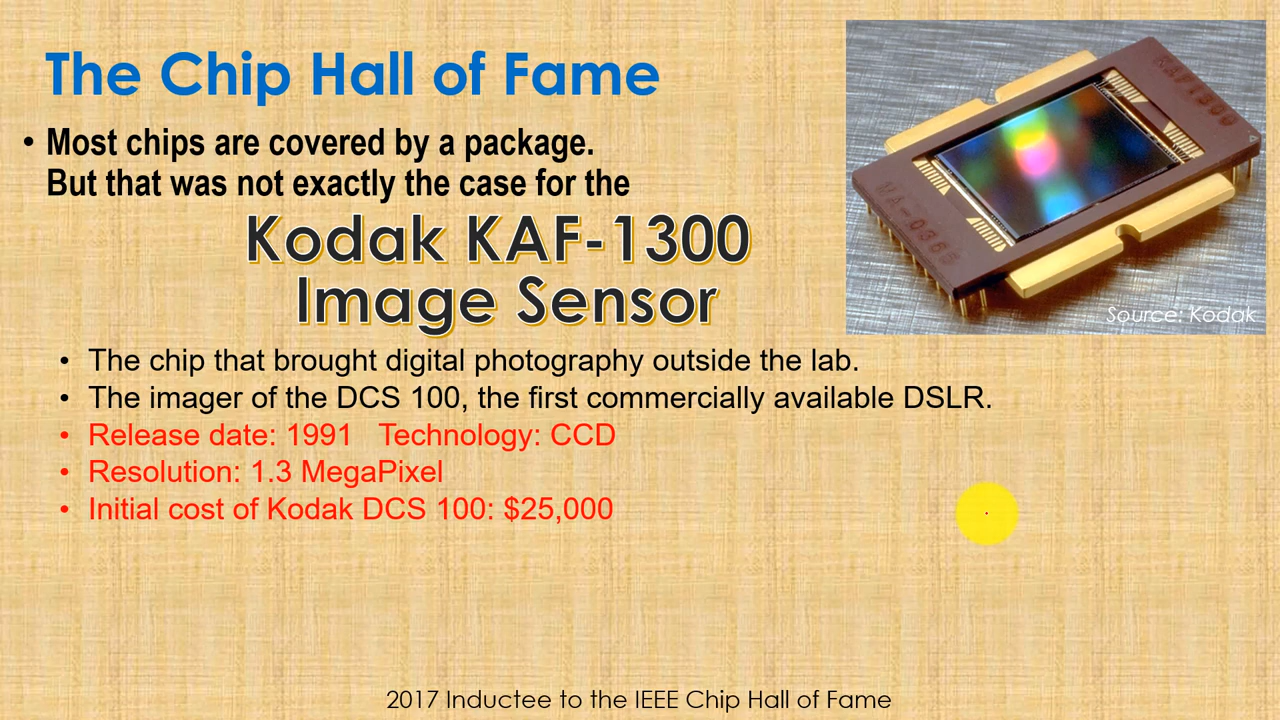 The Chip Hall of Fame
• Most chips are covered by a package.
But that was not exactly the case for the
Kodak KAF-1300
Image Sensor
• The chip that brought digital photography outside the lab.
• The imager of the DCS 100, the first commercially available DSLR.
• Release date: 1991 Technology: CCD
• Resolution: 1.3 MegaPixel
• Initial cost of Kodak DCS 100: $25,000
KAF-1300
Source: Kodak
2017 Inductee to the IEEE Chip Hall of Fame